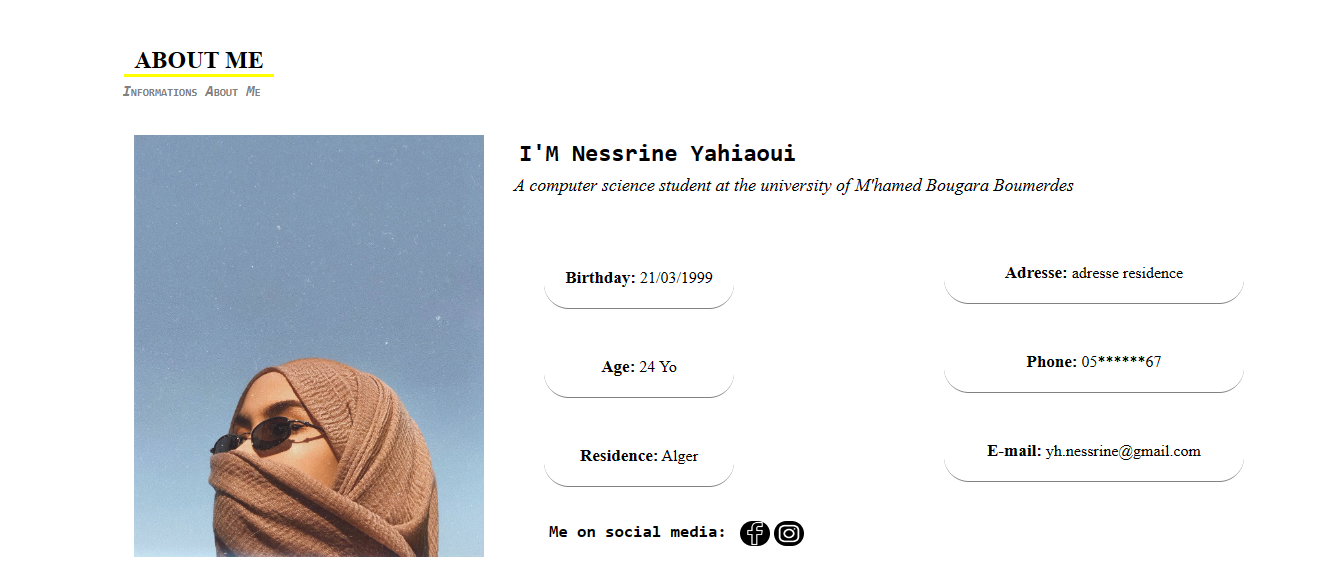 ABOUT ME
Informations About Me
I'M Nessrine Yahiaoui
A computer science student at the university of M'hamed Bougara Boumerdes
Birthday: 21/03/1999
Adresse: adresse residence
Age: 24 Yo
Phone: 05******67
Residence: Alger
E-mail: yh.nessrine@gmail.com
Me on social media: